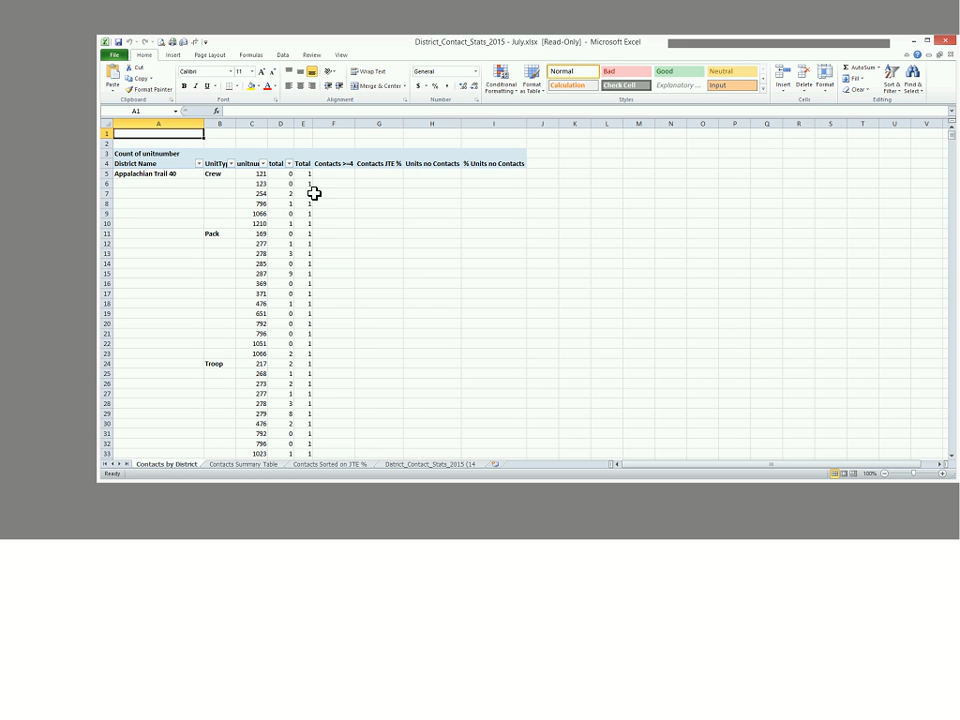 District_Contact_Stats_2015 - July.xlsx [Read-Only] - Microsoft Excel
File Home Insert Page Layout Formulas Data Review View
Cut
Copy
Format Painter
Paste
Clipboard
Calibri 11
Font
Wrap Text
Merge & Center
Alignment
General
Number
Conditional Formatting
Format as Table
Normal Bad Good Neutral
Calculation Check Cell Explanatory ... Input
Styles
Insert Delete Format
Cells
AutoSum
Fill
Clear
Sort & Filter
Find & Select
Editing
A1 fx
A B C D E F G H I J K L M N O P Q R S T U V
1
2
3 Count of unitnumber
4 District Name UnitTyp unitnu total Total Contacts >=4 Contacts JTE % Units no Contacts % Units no Contacts
5 Appalachian Trail 40 Crew 121 0 1
6 123 0 1
7 254 2
8 796 1 1
9 1066 0 1
10 1210 1 1
11 Pack 169 0 1
12 277 1 1
13 278 3 1
14 285 0 1
15 287 9 1
16 369 0 1
17 371 0 1
18 476 1 1
19 651 0 1
20 792 0 1
21 796 0 1
22 1051 0 1
23 1066 2 1
24 Troop 217 2 1
25 268 1 1
26 273 2 1
27 277 1 1
28 278 3 1
29 279 8 1
30 476 2 1
31 792 0 1
32 796 0 1
33 1023 1 1
Contacts by District Contacts Summary Table Contacts Sorted on JTE % District_Contact_Stats_2015 (14
Ready 100%